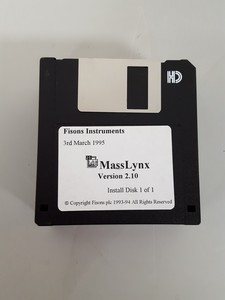 HD
Fisons Instruments
3rd March 1995
MassLynx
Version 2.10
Install Disk 1 of 1
© Copyright Fisons plc 1993-94 All Rights Reserved